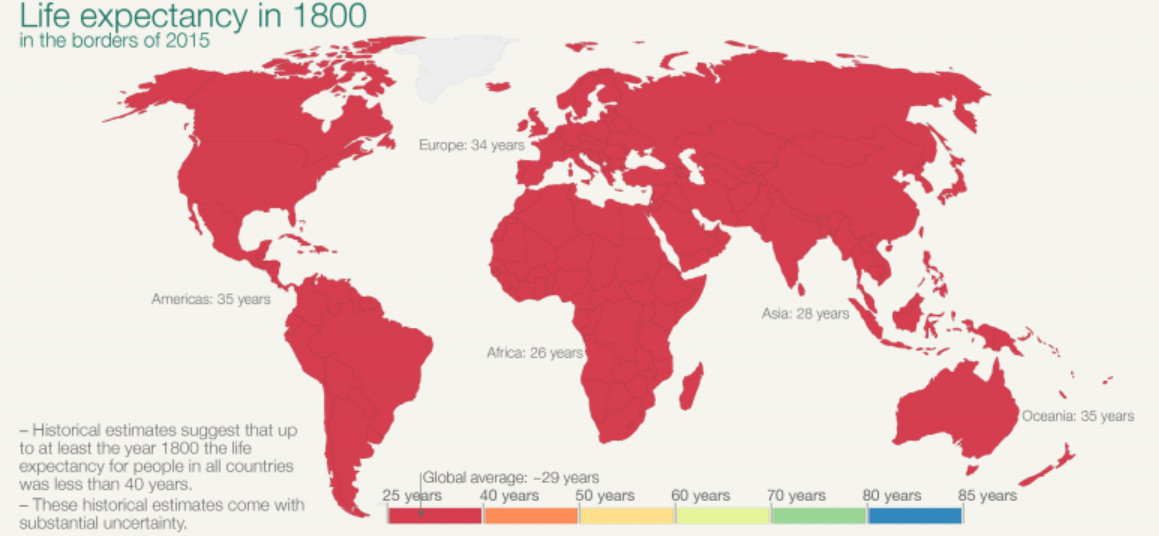 Life expectancy in 1800
in the borders of 2015
Europe: 34 years
Americas: 35 years
Asia: 28 years
Africa: 26 years
Oceania: 35 years
– Historical estimates suggest that up
to at least the year 1800 the life
expectancy for people in all countries
was less than 40 years.
– These historical estimates come with
substantial uncertainty.
Global average: ~29 years
25 years 40 years 50 years 60 years 70 years 80 years 85 years